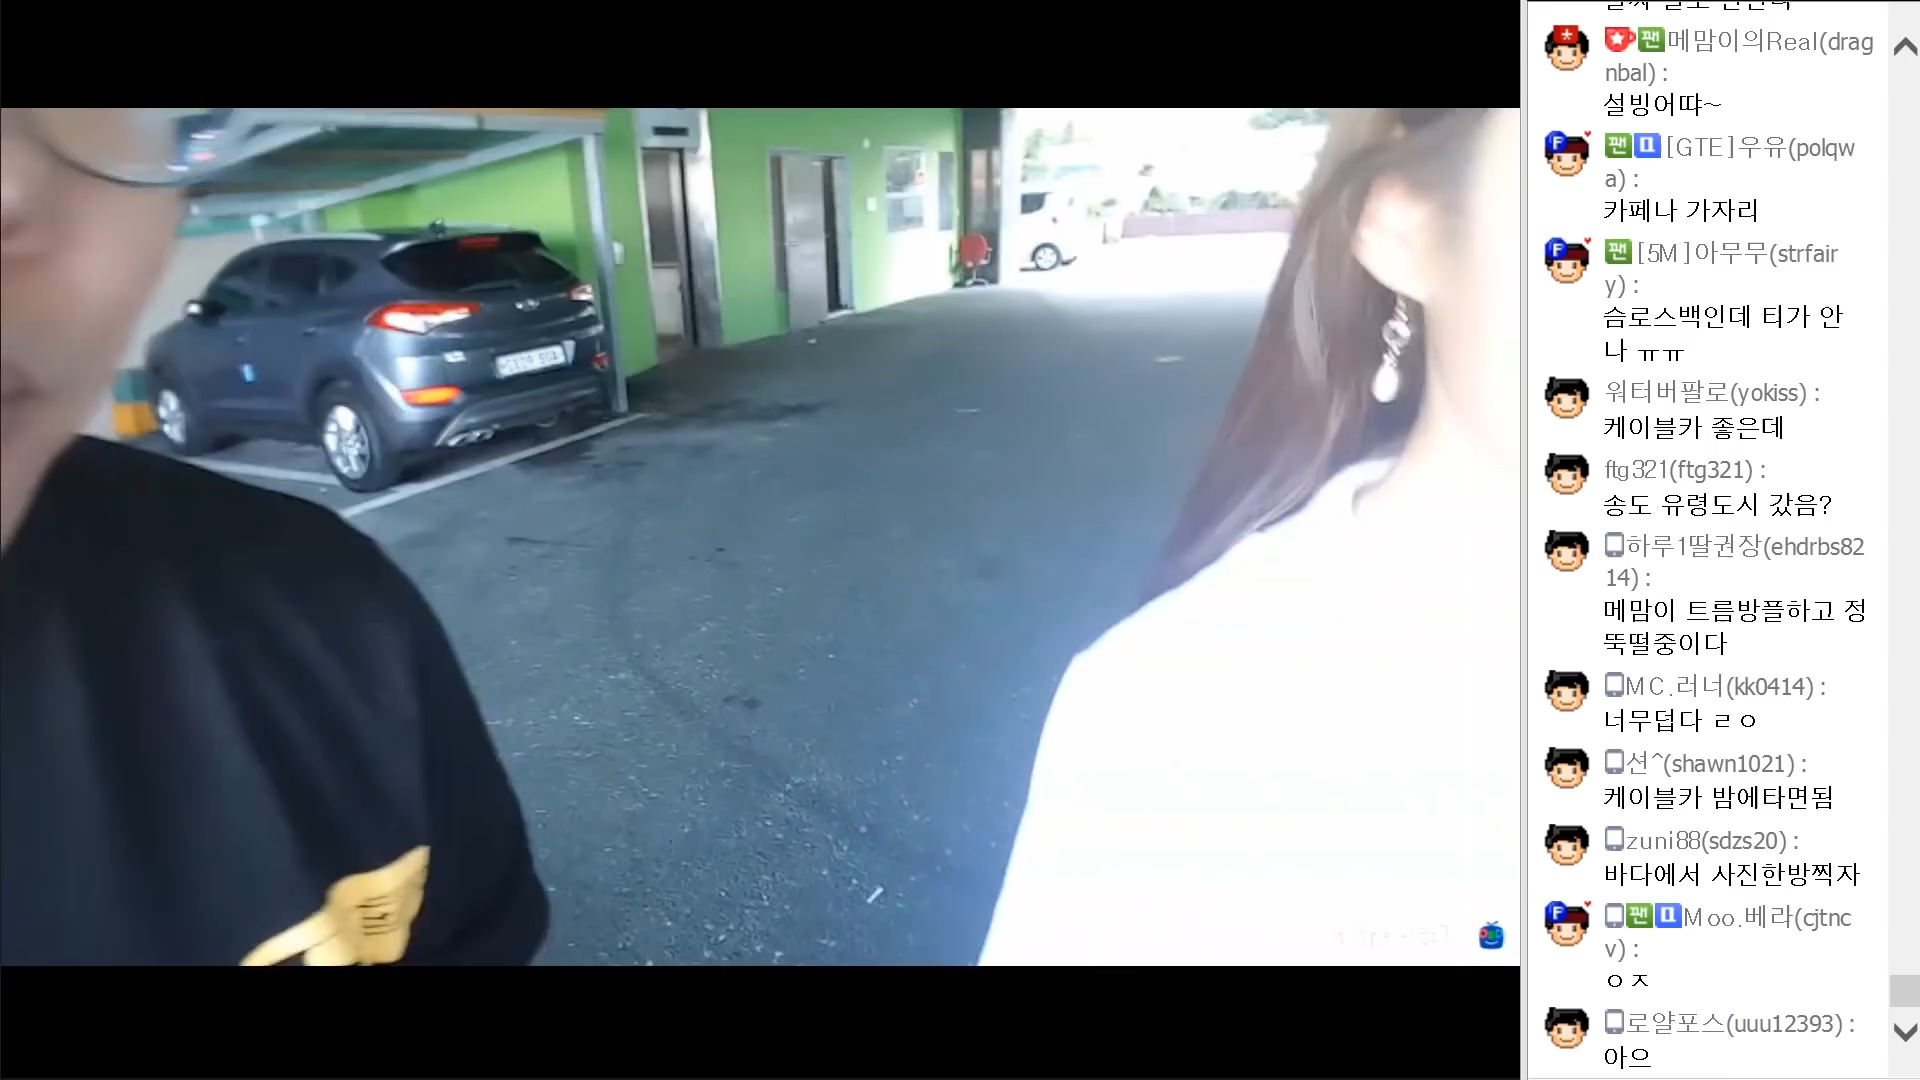 메맘이의Real(drag
nbal) :
설빙어땨~
[GTE]우유(polqw
a) :
카페나 가자리
[5M]아무무(strfair
y) :
슴로스백인데 티가 안
나 ㅠㅠ
워터버팔로(yokiss) :
케이블카 좋은데
ftg321(ftg321) :
송도 유령도시 갔음?
하루1딸권장(ehdrbs82
14) :
메맘이 트름방플하고 정
뚝떨중이다
MC.러너(kk0414) :
너무덥다 ㄹㅇ
션^(shawn1021) :
케이블카 밤에타면됨
zuni88(sdzs20) :
바다에서 사진한방찍자
Moo.베라(cjtnc
v) :
ㅇㅈ
로얄포스(uuu12393) :
아으